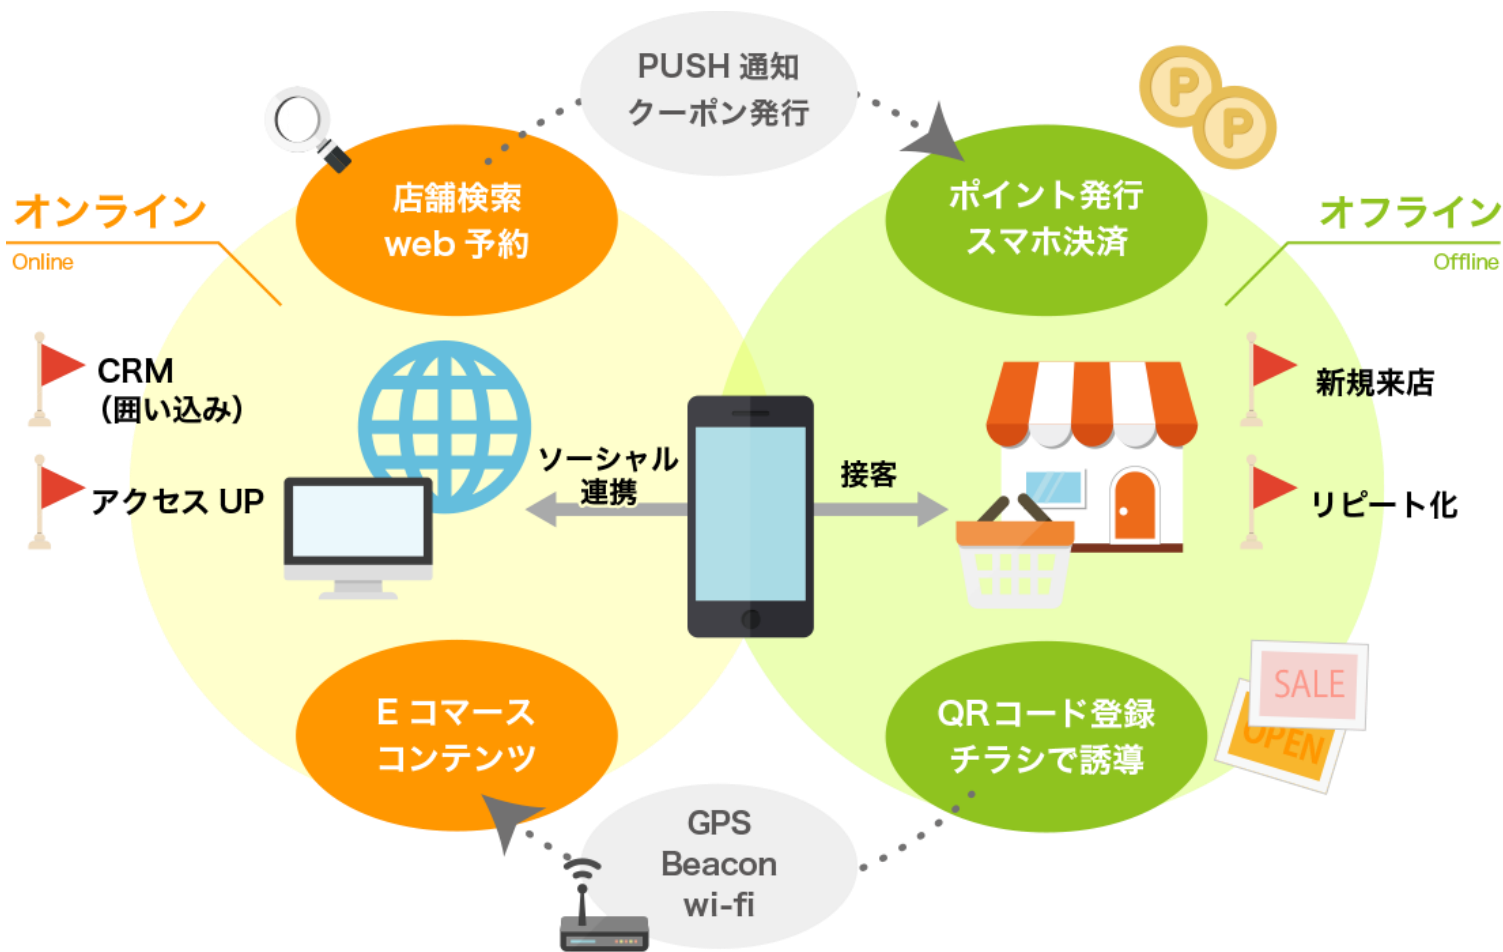 PUSH 通知
クーポン発行
店舗検索
web 予約
ポイント発行
スマホ決済
P
P
オンライン
Online
オフライン
Offline
CRM
（囲い込み）
アクセス UP
ソーシャル
連携
接客
新規来店
リピート化
E コマース
コンテンツ
QRコード登録
チラシで誘導
SALE
OPEN
GPS
Beacon
wi-fi